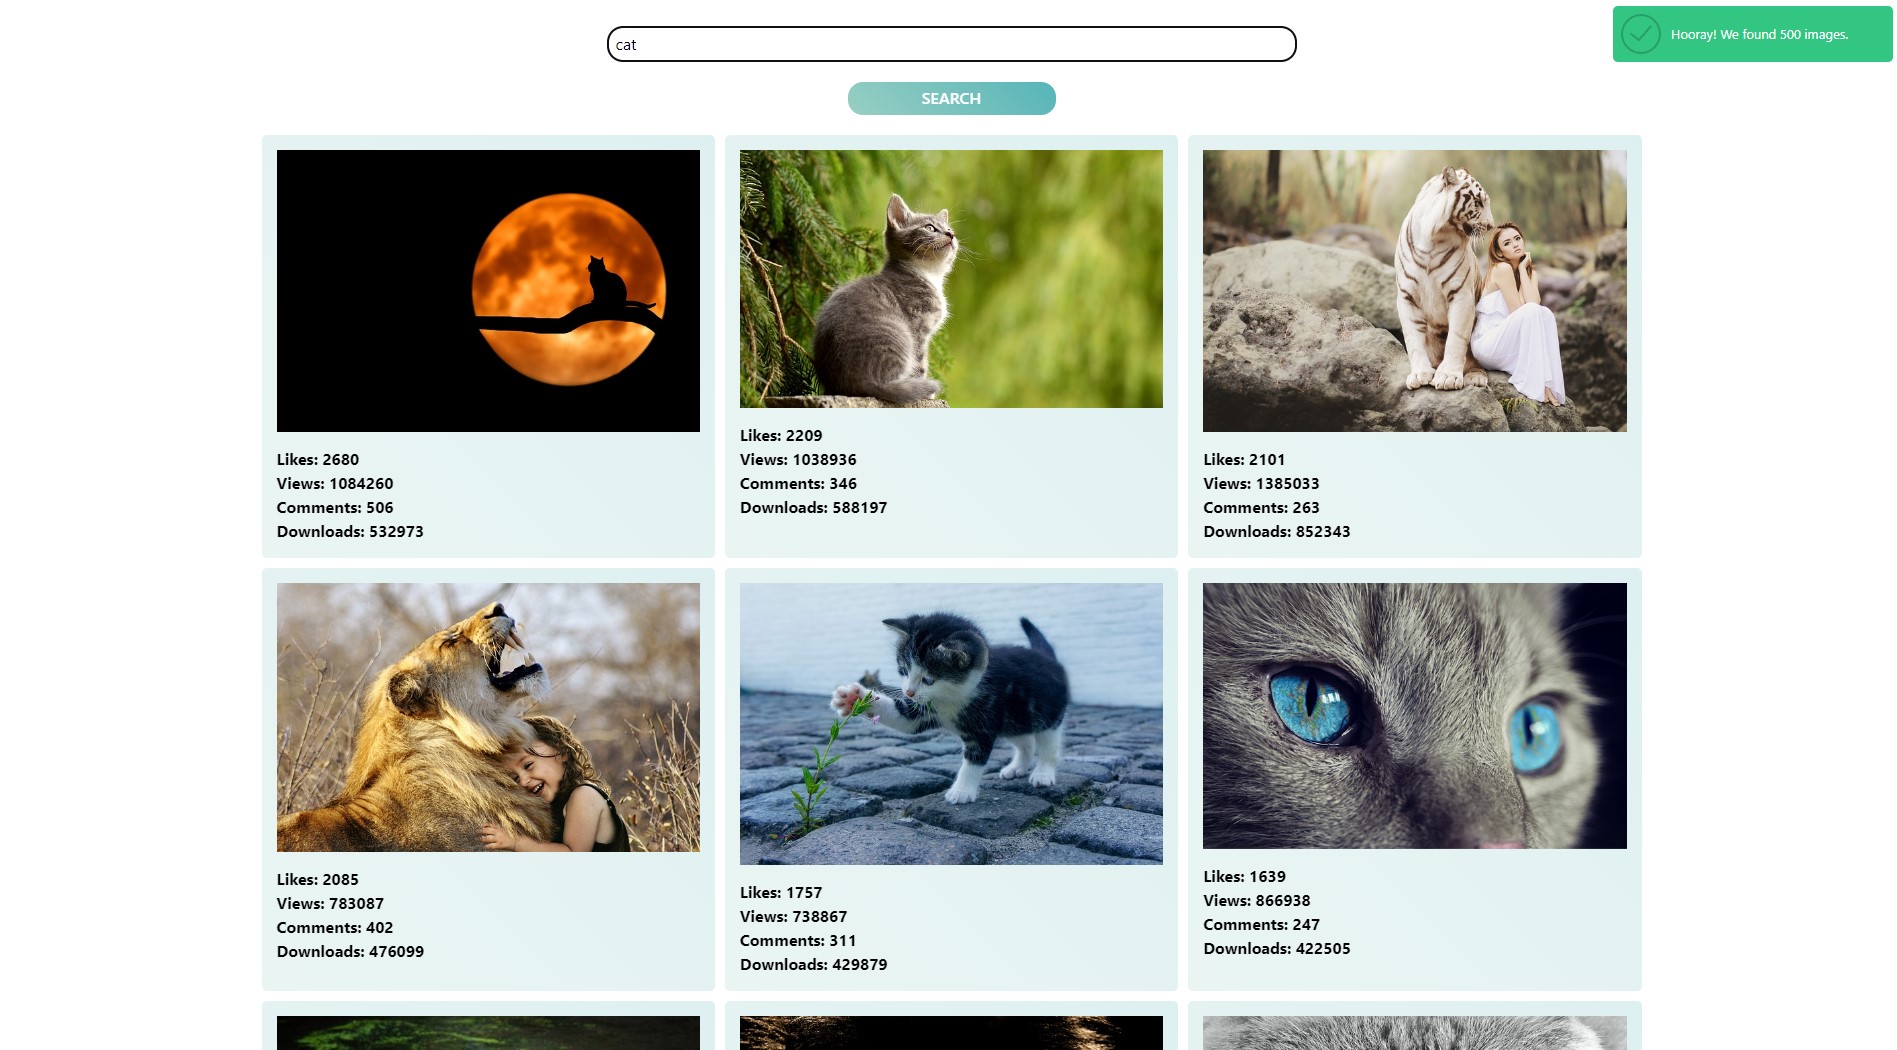 cat
Hooray! We found 500 images.
SEARCH
Likes: 2680
Views: 1084260
Comments: 506
Downloads: 532973
Likes: 2209
Views: 1038936
Comments: 346
Downloads: 588197
Likes: 2101
Views: 1385033
Comments: 263
Downloads: 852343
Likes: 2085
Views: 783087
Comments: 402
Downloads: 476099
Likes: 1757
Views: 738867
Comments: 311
Downloads: 429879
Likes: 1639
Views: 866938
Comments: 247
Downloads: 422505